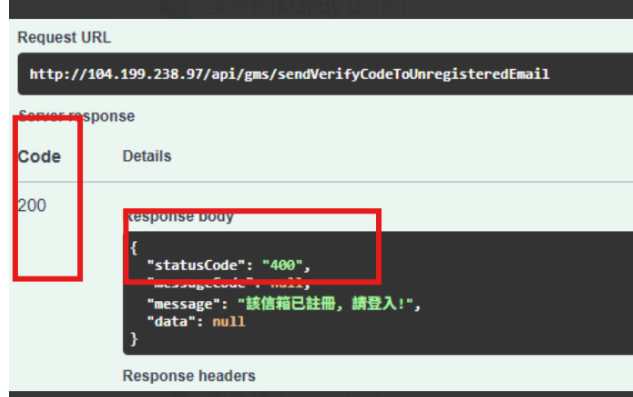 Request URL
http://104.199.238.97/api/gms/sendVerifyCodeToUnregisteredEmail
Server response
Code
Details
200
Response body
{
"statusCode": "400",
"messageCode": null,
"message": "該信箱已註冊, 請登入!",
"data": null
}
Response headers